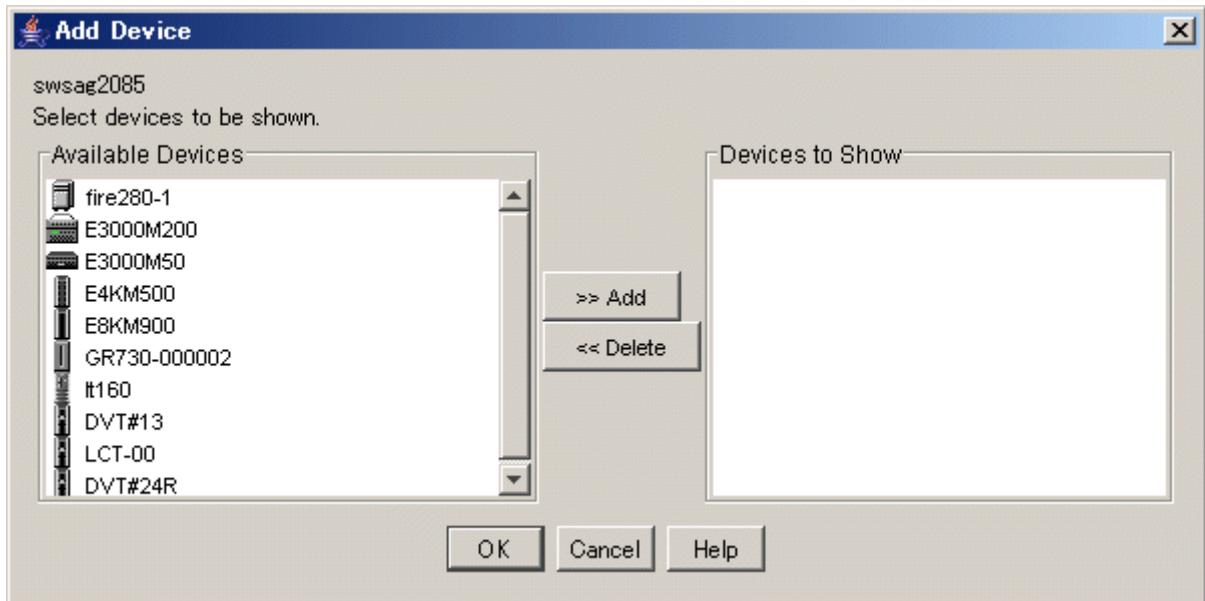 Add Device
swsag2085
Select devices to be shown.
Available Devices
fire280-1
E3000M200
E3000M50
E4KM500
E8KM900
GR730-000002
lt160
DVT#13
LCT-00
DVT#24R
>> Add
<< Delete
Devices to Show
OK
Cancel
Help